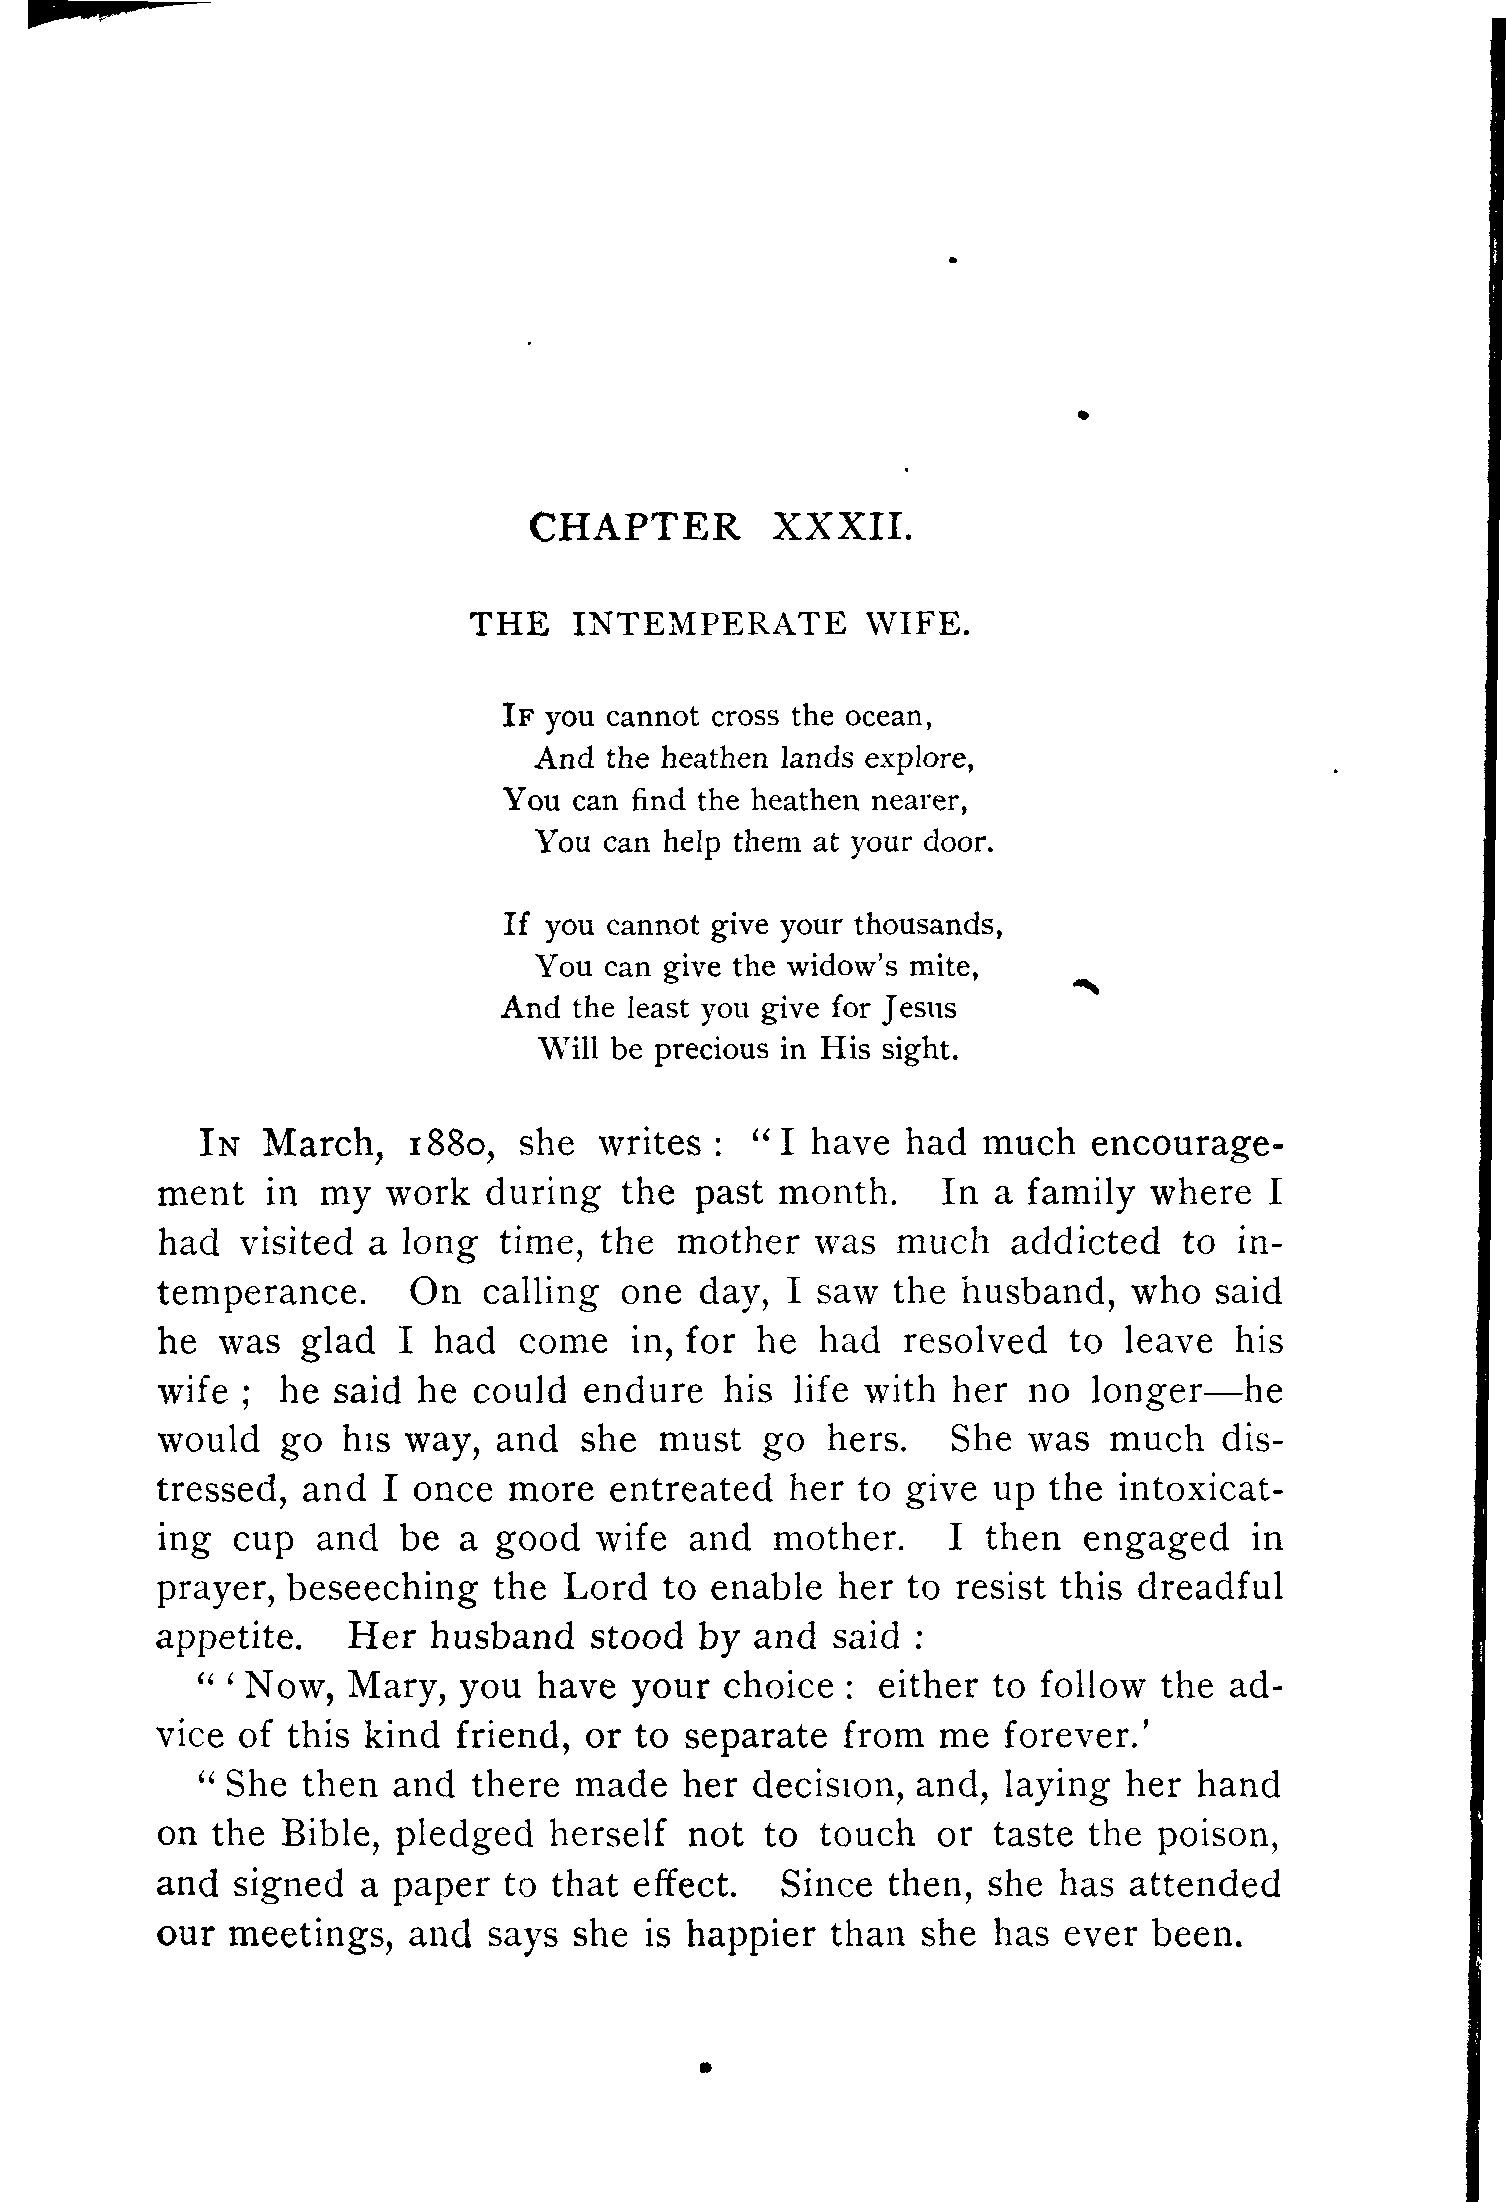 CHAPTER XXXII.
THE INTEMPERATE WIFE.
IF you cannot cross the ocean,
And the heathen lands explore,
You can find the heathen nearer,
You can help them at your door.
If you cannot give your thousands,
You can give the widow's mite,
And the least you give for Jesus
Will be precious in His sight.
IN March, 1880, she writes : "I have had much encourage-
ment in my work during the past month. In a family where I
had visited a long time, the mother was much addicted to in-
temperance. On calling one day, I saw the husband, who said
he was glad I had come in, for he had resolved to leave his
wife ; he said he could endure his life with her no longer—he
would go his way, and she must go hers. She was much dis-
tressed, and I once more entreated her to give up the intoxicat-
ing cup and be a good wife and mother. I then engaged in
prayer, beseeching the Lord to enable her to resist this dreadful
appetite. Her husband stood by and said :
"'Now, Mary, you have your choice : either to follow the ad-
vice of this kind friend, or to separate from me forever.'
"She then and there made her decision, and, laying her hand
on the Bible, pledged herself not to touch or taste the poison,
and signed a paper to that effect. Since then, she has attended
our meetings, and says she is happier than she has ever been.